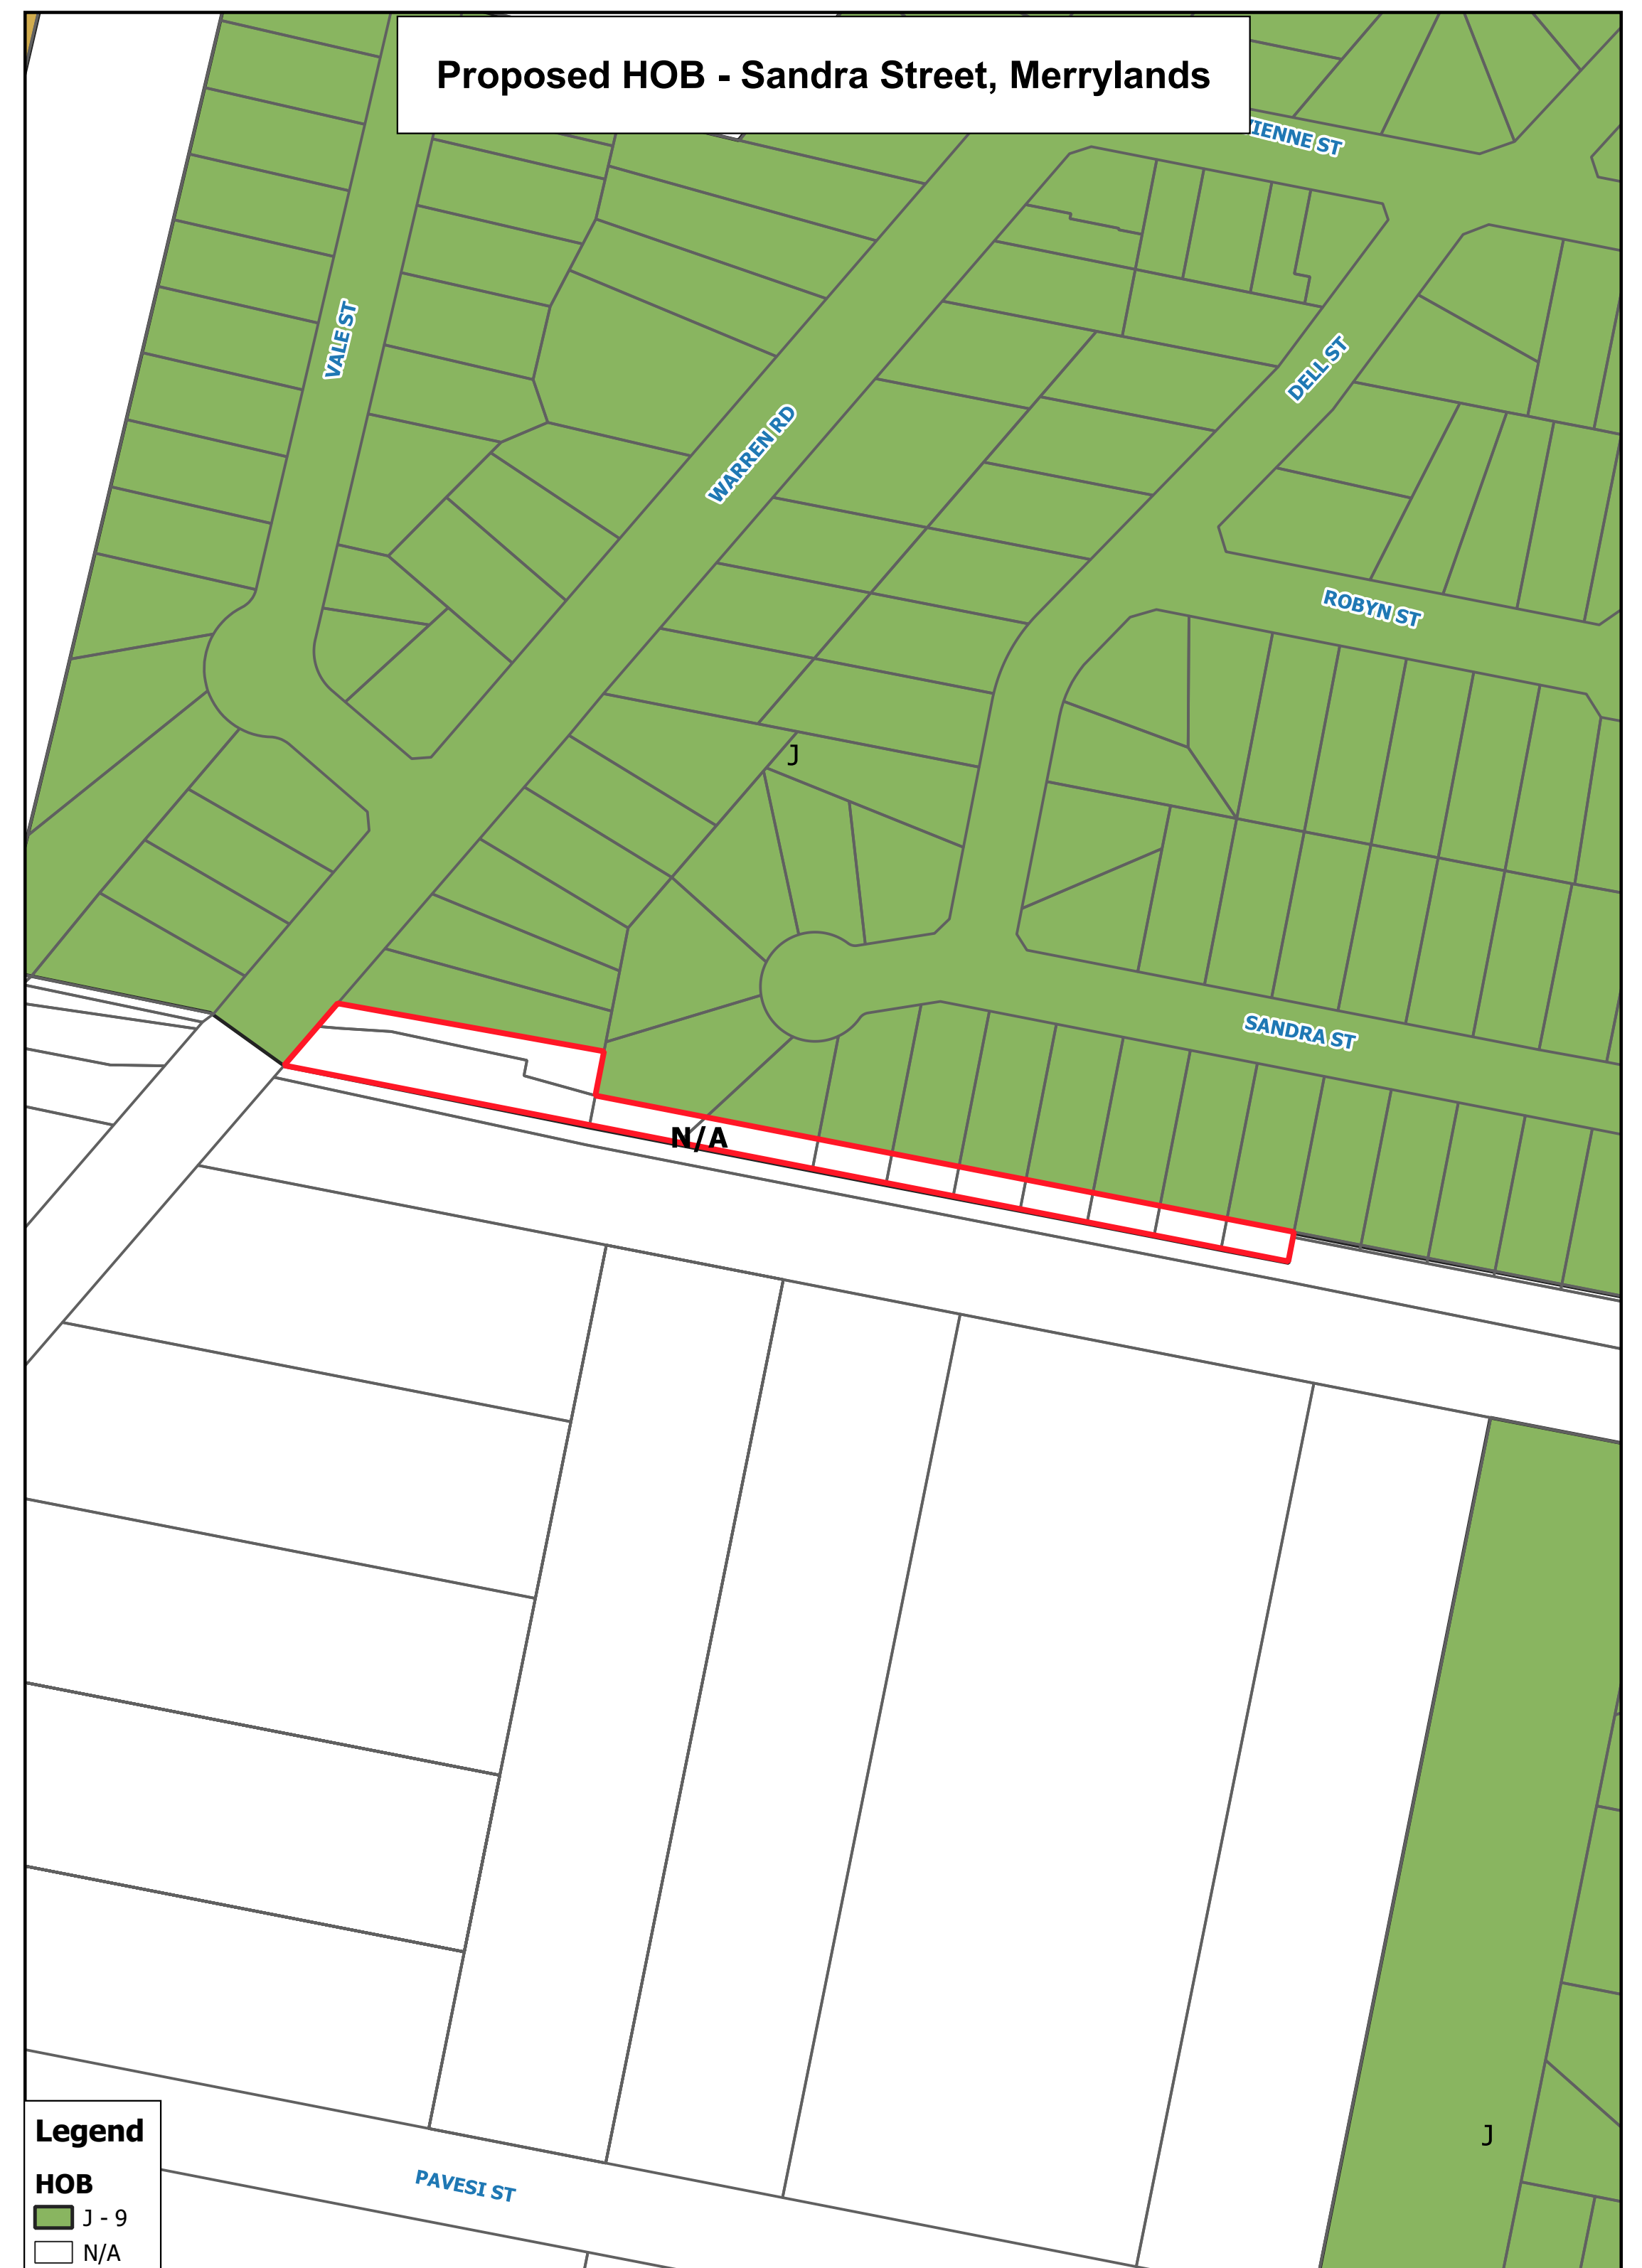 Proposed HOB - Sandra Street, Merrylands
VIENNE ST
VALE ST
DELL ST
WARREN RD
ROBYN ST
J
SANDRA ST
N/A
J
PAVESI ST
Legend
HOB
J - 9
N/A